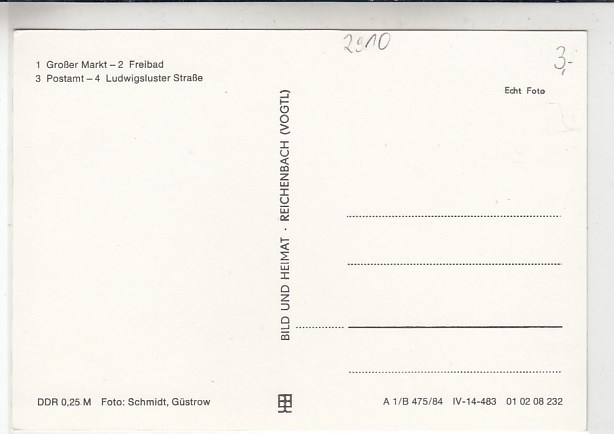 2910
3,-
1 Großer Markt – 2 Freibad
3 Postamt – 4 Ludwigsluster Straße
Echt Foto
BILD UND HEIMAT · REICHENBACH (VOGTL)
DDR 0,25 M Foto: Schmidt, Güstrow
A 1/B 475/84 IV-14-483 01 02 08 232